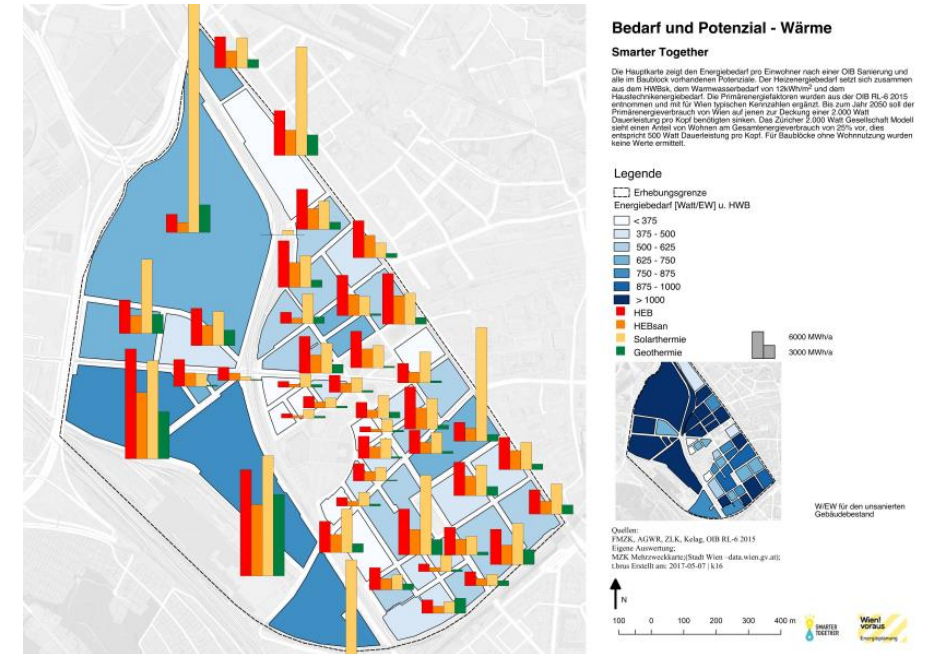 Bedarf und Potenzial - Wärme
Smarter Together
Die Hauptkarte zeigt den Energiebedarf pro Einwohner nach einer OIB Sanierung und
alle im Baublock vorhandenen Potenziale. Der Heizenergiebedarf setzt sich zusammen
aus dem HWBsk, dem Warmwasserbedarf von 12kWh/m² und dem
Haustechnikenergiebedarf. Die Primärenergiefaktoren wurden aus der OIB RL-6 2015
entnommen und mit für Wien typischen Kennzahlen ergänzt. Bis zum Jahr 2050 soll der
Primärenergieverbrauch von Wien auf jenen zur Deckung einer 2.000 Watt
Dauerleistung pro Kopf benötigten sinken. Das Züricher 2.000 Watt Gesellschaft Modell
sieht einen Anteil von Wohnen am Gesamtenergieverbrauch von 25% vor, dies
entspricht 500 Watt Dauerleistung pro Kopf. Für Baublöcke ohne Wohnnutzung wurden
keine Werte ermittelt.
Legende
Erhebungsgrenze
Energiebedarf [Watt/EW] u. HWB
< 375
375 - 500
500 - 625
625 - 750
750 - 875
875 - 1000
> 1000
HEB
HEBsan
Solarthermie
Geothermie
6000 MWh/a
3000 MWh/a
W/EW für den unsanierten
Gebäudebestand
Quellen:
FMZK, AGWR, ZLK, Kelag, OIB RL-6 2015
Eigene Auswertung;
MZK Mehrzweckkarte;(Stadt Wien -data.wien.gv.at);
t.brus Erstellt am: 2017-05-07 | k16
N
100 0 100 200 300 400 m
SMARTER
TOGETHER
Wien!
voraus
Energieplanung